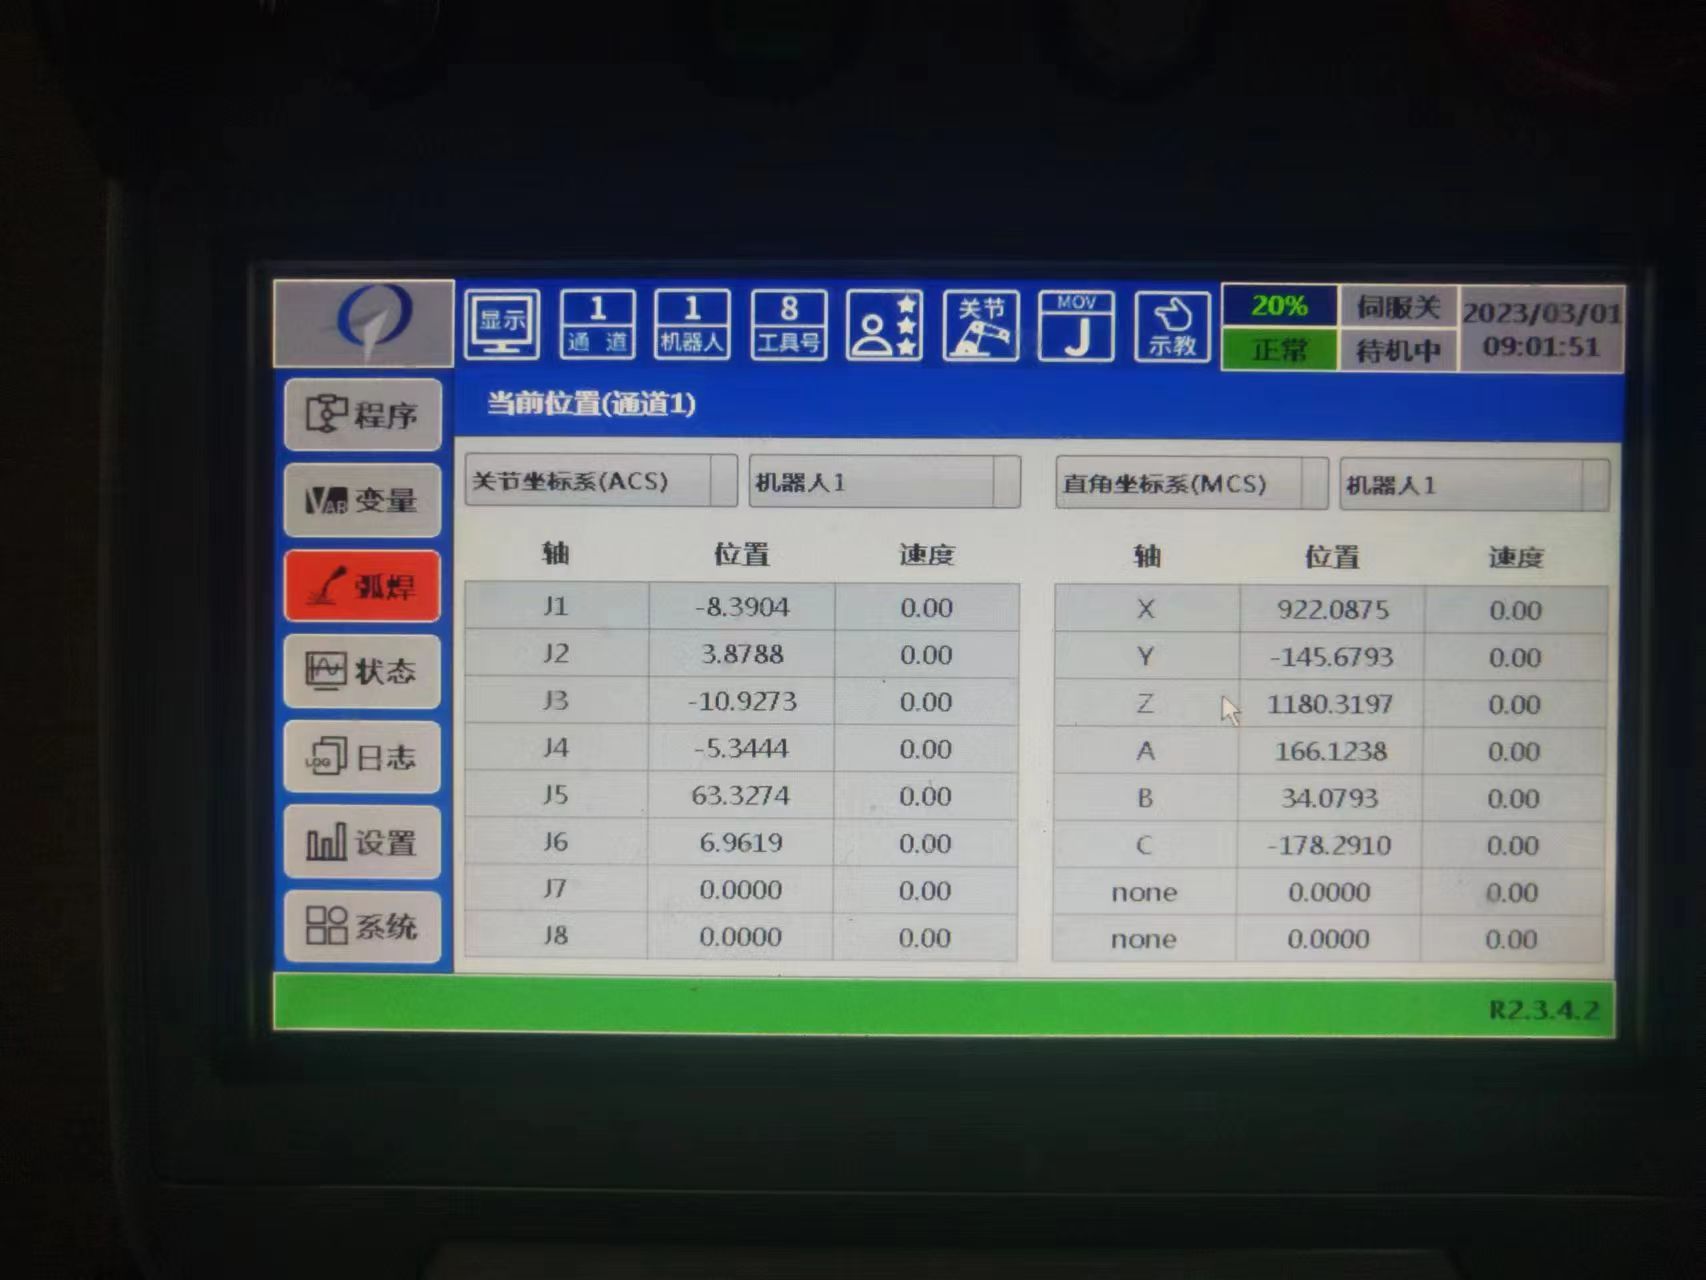 显示
1
通 道
1
机器人
8
工具号
关节
MOV
J
示教
20%
正常
伺服关
待机中
2023/03/01
09:01:51
程序
VAR 变量
弧焊
状态
LOG 日志
设置
系统
当前位置(通道1)
关节坐标系(ACS) 机器人1 直角坐标系(MCS) 机器人1
轴 位置 速度 轴 位置 速度
J1 -8.3904 0.00 X 922.0875 0.00
J2 3.8788 0.00 Y -145.6793 0.00
J3 -10.9273 0.00 Z 1180.3197 0.00
J4 -5.3444 0.00 A 166.1238 0.00
J5 63.3274 0.00 B 34.0793 0.00
J6 6.9619 0.00 C -178.2910 0.00
J7 0.0000 0.00 none 0.0000 0.00
J8 0.0000 0.00 none 0.0000 0.00
R2.3.4.2